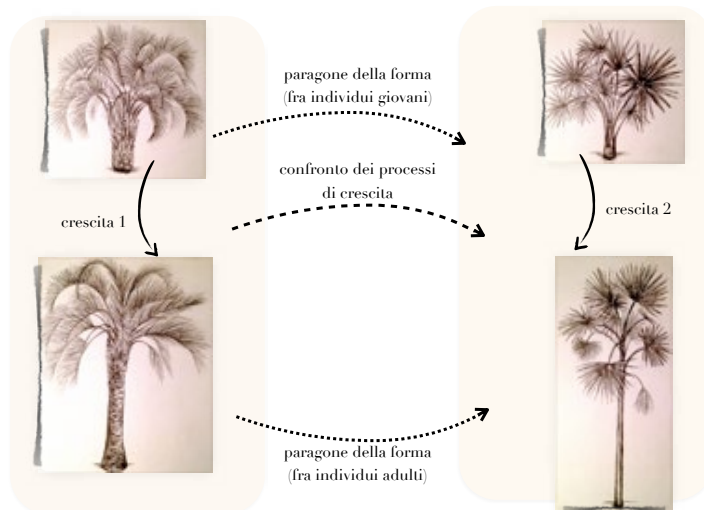 paragone della forma
(fra individui giovani)
confronto dei processi
di crescita
crescita 1
crescita 2
paragone della forma
(fra individui adulti)